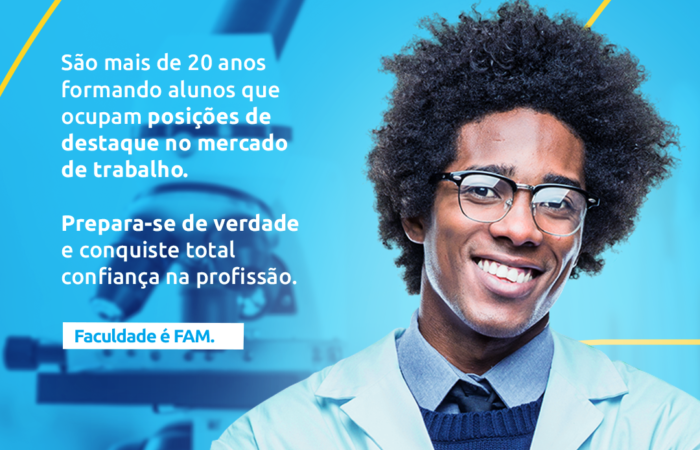 São mais de 20 anos
formando alunos que
ocupam posições de
destaque no mercado
de trabalho.
Prepara-se de verdade
e conquiste total
confiança na profissão.
Faculdade é FAM.